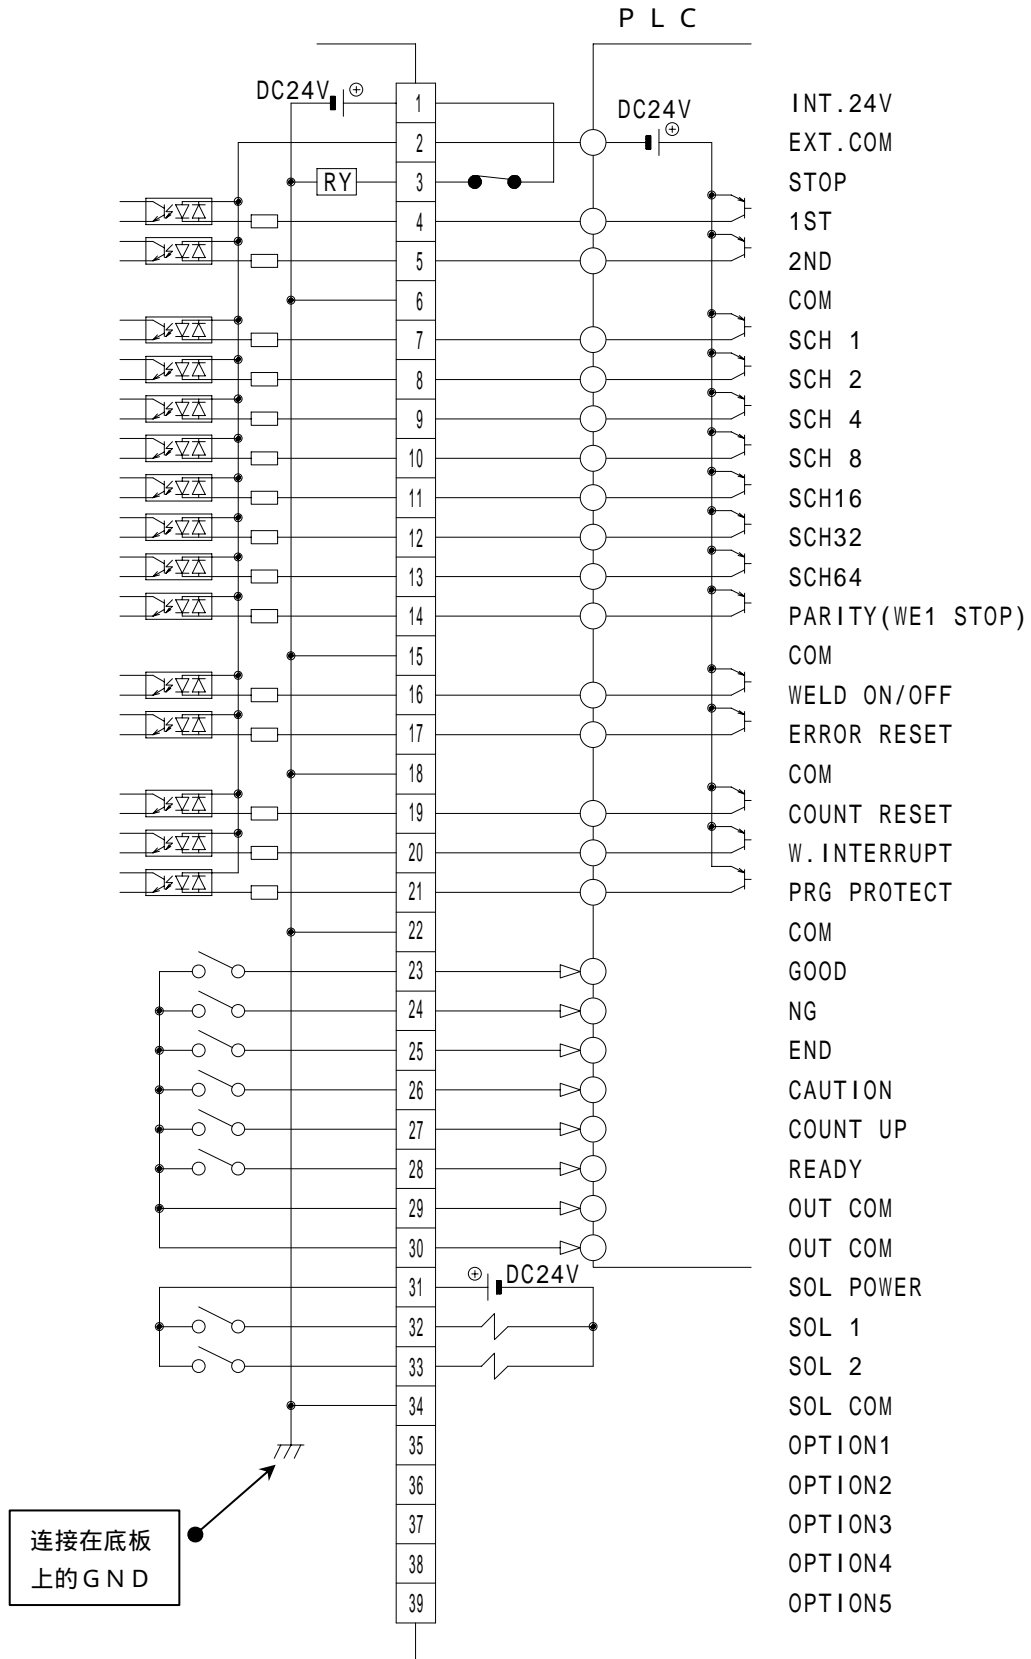 ＰＬＣ
DC24V ⊕ 1 INT.24V
DC24V ⊕
2 EXT.COM
RY 3 STOP
4 1ST
5 2ND
6 COM
7 SCH 1
8 SCH 2
9 SCH 4
10 SCH 8
11 SCH16
12 SCH32
13 SCH64
14 PARITY(WE1 STOP)
15 COM
16 WELD ON/OFF
17 ERROR RESET
18 COM
19 COUNT RESET
20 W.INTERRUPT
21 PRG PROTECT
22 COM
23 GOOD
24 NG
25 END
26 CAUTION
27 COUNT UP
28 READY
29 OUT COM
30 OUT COM
31 ⊕ DC24V SOL POWER
32 SOL 1
33 SOL 2
34 SOL COM
35 OPTION1
36 OPTION2
37 OPTION3
38 OPTION4
39 OPTION5
连接在底板
上的ＧＮＤ